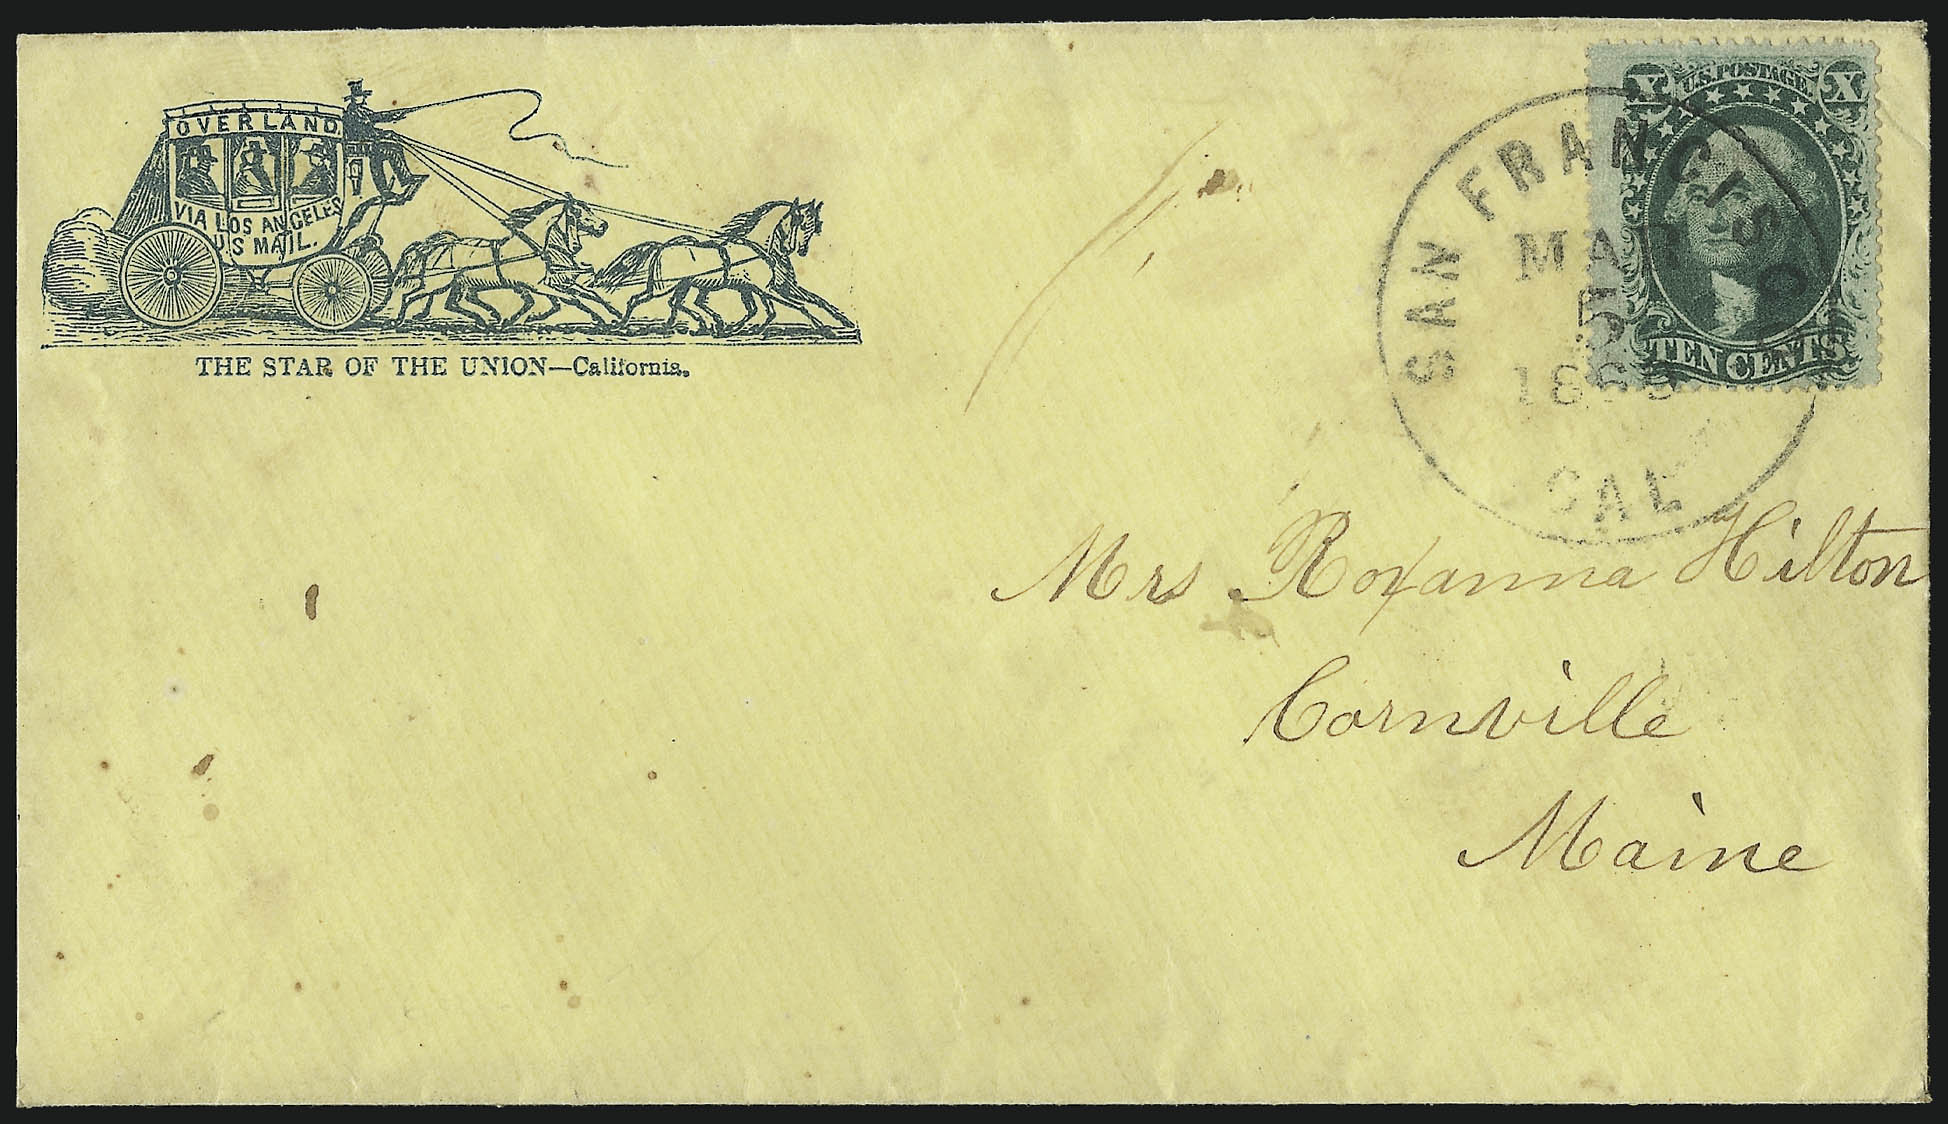 OVERLAND.
VIA LOS ANGELES
U S MAIL.
THE STAR OF THE UNION—California.
X U.S. POSTAGE X
TEN CENTS
SAN FRANCISCO
MAR
5
CAL
Mrs Roxanna Hilton
Cornville
Maine